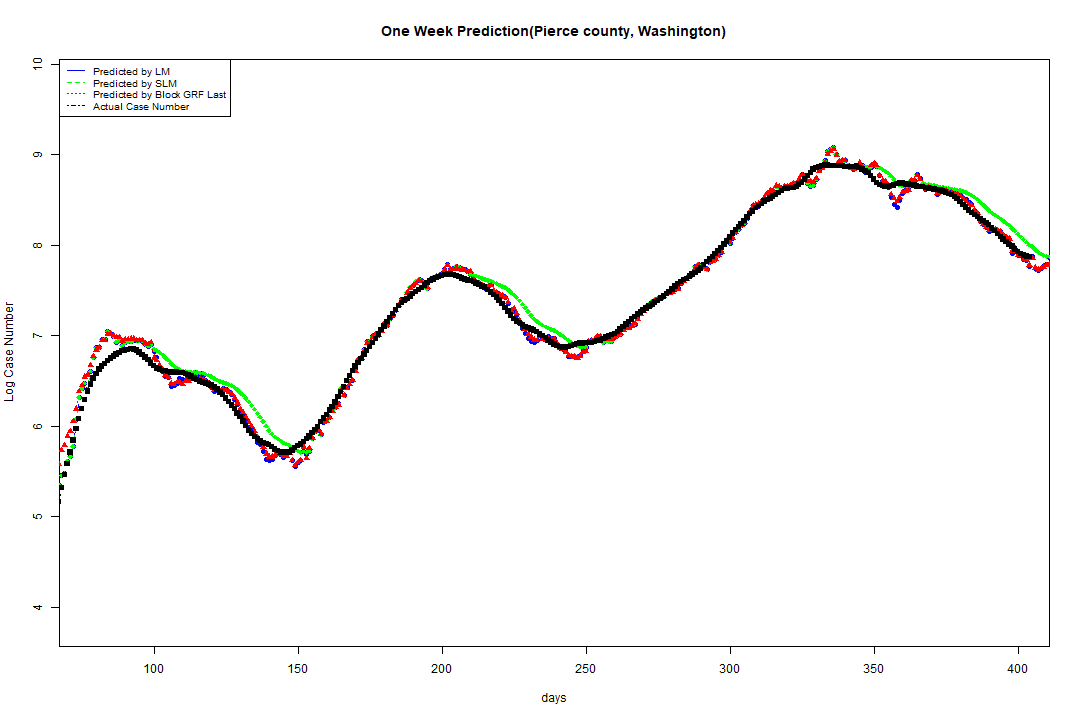 One Week Prediction(Pierce county, Washington)
Predicted by LM
Predicted by SLM
Predicted by Block GRF Last
Actual Case Number
10
9
8
7
6
5
4
Log Case Number
100 150 200 250 300 350 400
days